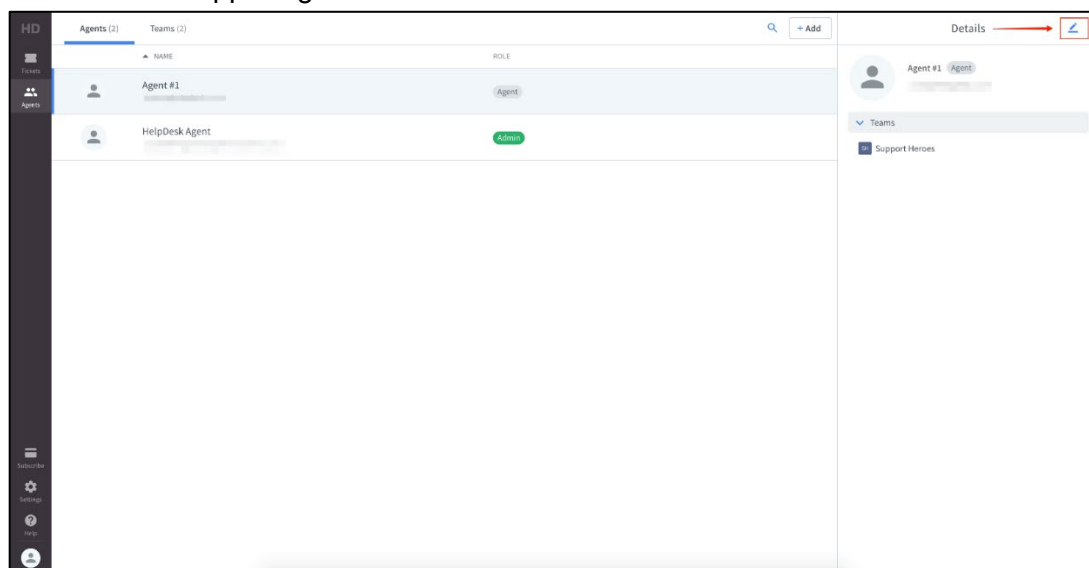 HD
Tickets
Agents
Agents (2) Teams (2)
+ Add
NAME ROLE
Agent #1
Agent
HelpDesk Agent
Admin
Details
Agent #1 Agent
Teams
Support Heroes
Subscribe
Settings
Help